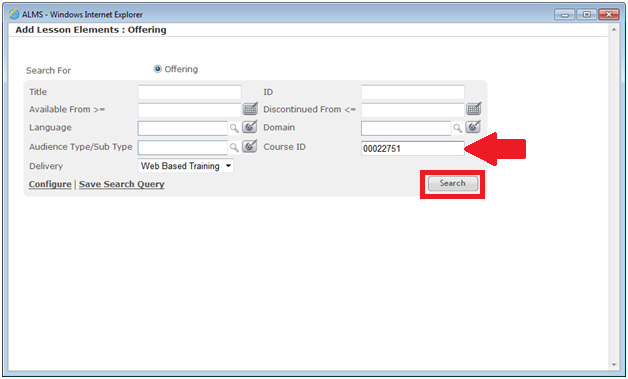 ALMS - Windows Internet Explorer
Add Lesson Elements : Offering
Search For Offering
Title ID
Available From >= Discontinued From <=
Language Domain
Audience Type/Sub Type Course ID 00022751
Delivery Web Based Training
Configure | Save Search Query Search